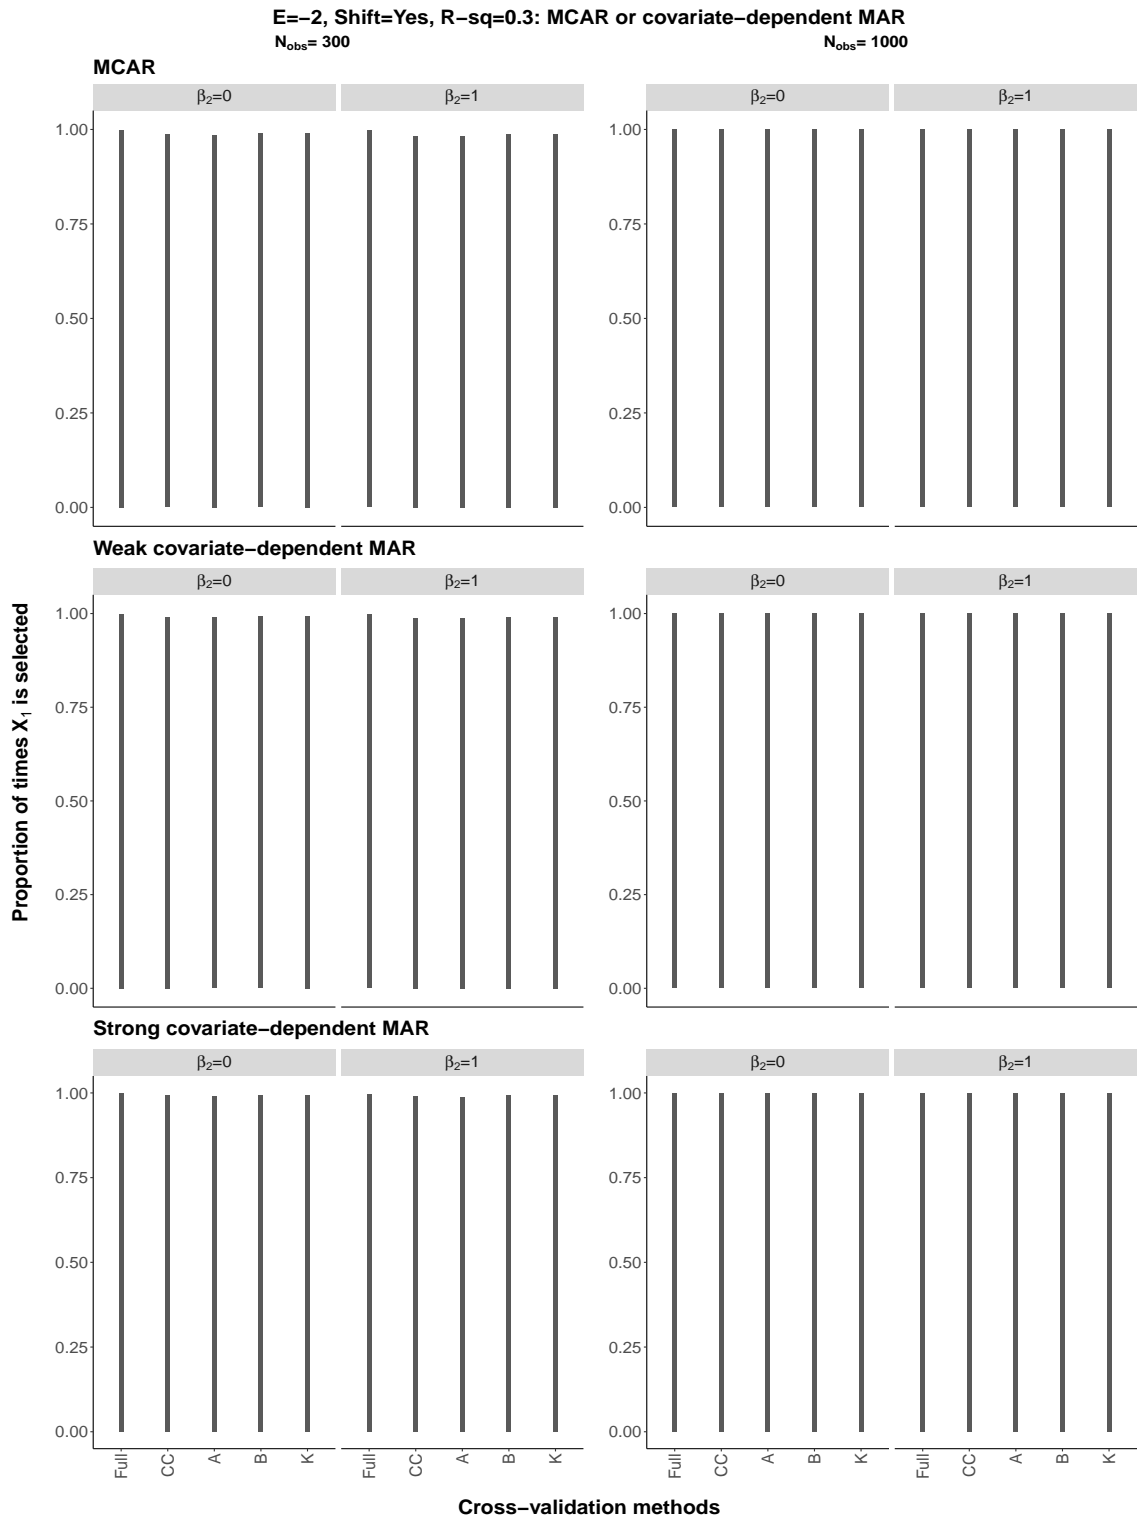 E=−2, Shift=Yes, R−sq=0.3: MCAR or covariate−dependent MAR
N_obs= 300
N_obs= 1000
MCAR
β₂=0
β₂=1
β₂=0
β₂=1
1.00
0.75
0.50
0.25
0.00
1.00
0.75
0.50
0.25
0.00
Weak covariate−dependent MAR
β₂=0
β₂=1
β₂=0
β₂=1
1.00
0.75
0.50
0.25
0.00
1.00
0.75
0.50
0.25
0.00
Proportion of times X₁ is selected
Strong covariate−dependent MAR
β₂=0
β₂=1
β₂=0
β₂=1
1.00
0.75
0.50
0.25
0.00
1.00
0.75
0.50
0.25
0.00
Full CC A B K
Full CC A B K
Full CC A B K
Full CC A B K
Cross−validation methods